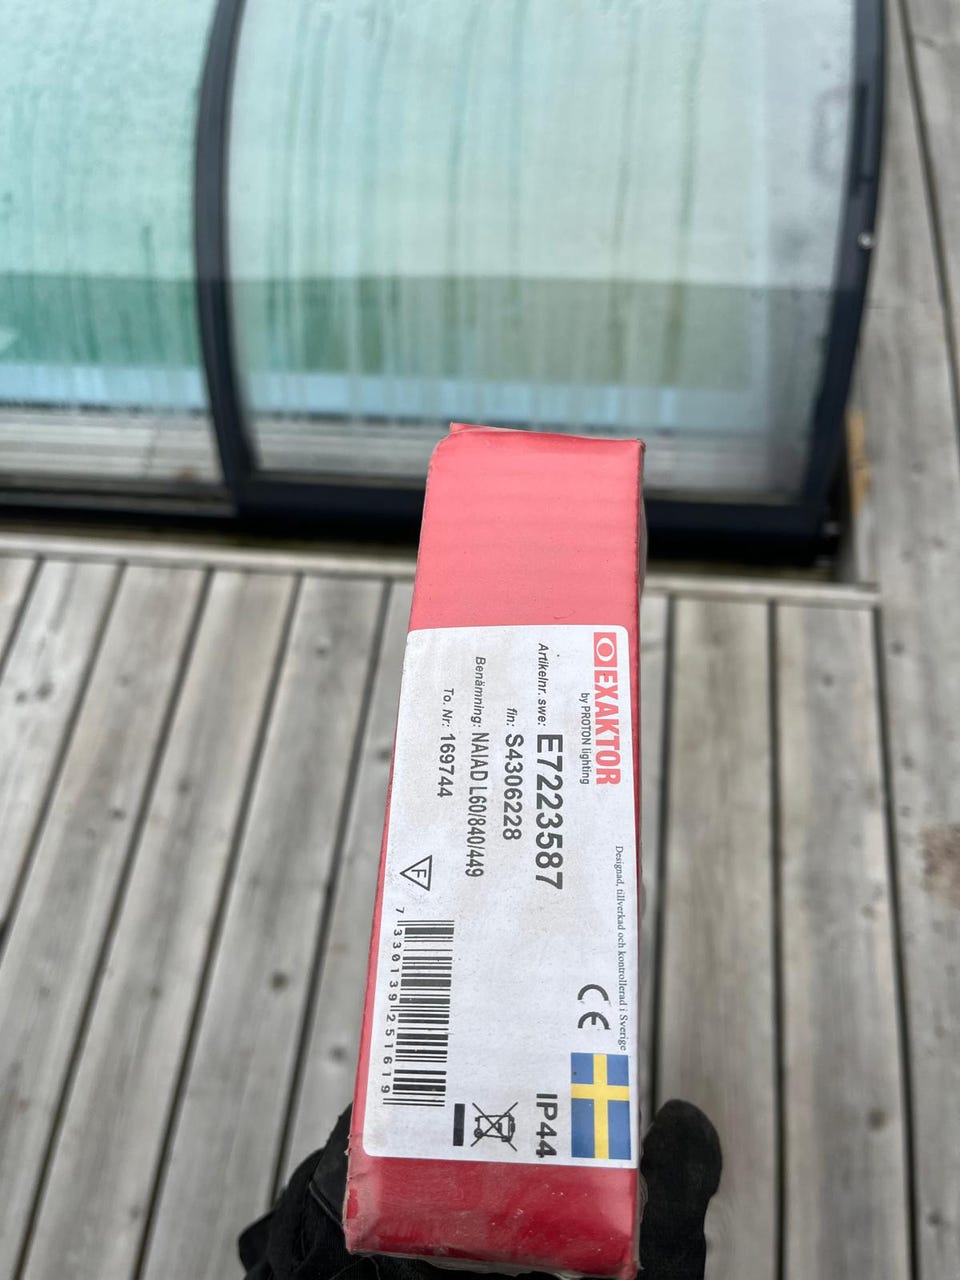 EXAKTOR
by PROTON lighting
Designad, tillverkad och kontrollerad i Sverige
Artikelnr. swe: E7223587
fin: S4306228
Benämning: NAIAD L60/840/449
To. Nr: 169744
F
CE
IP44
7 330139 251619